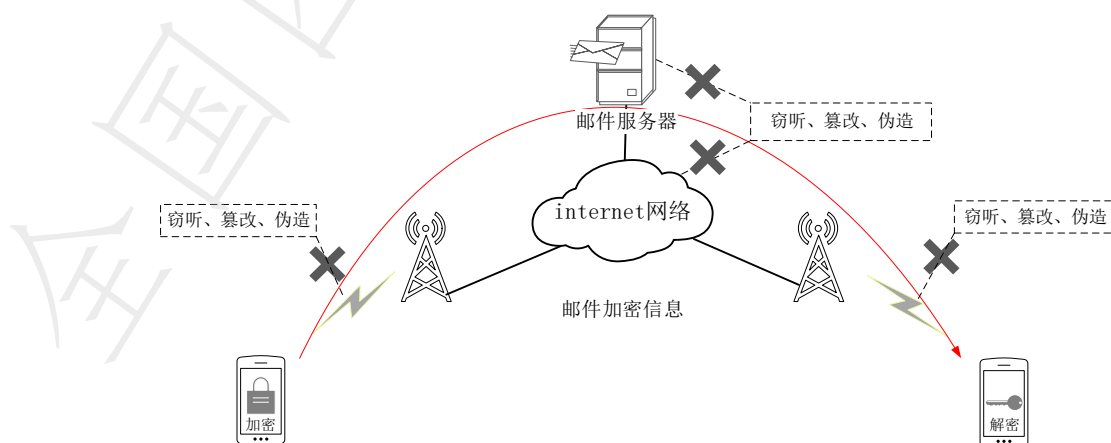 邮件服务器
窃听、篡改、伪造
internet网络
窃听、篡改、伪造
窃听、篡改、伪造
邮件加密信息
加密
解密
全国